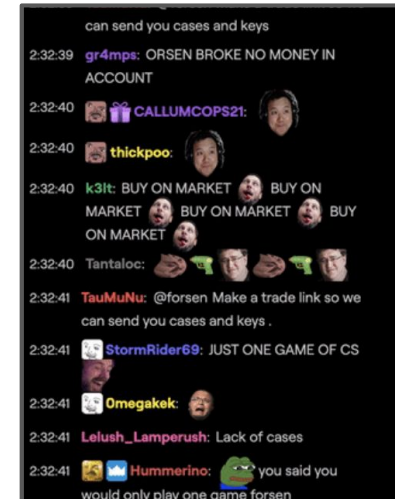 can send you cases and keys
2:32:39 gr4mps: ORSEN BROKE NO MONEY IN
ACCOUNT
2:32:40 CALLUMCOPS21:
2:32:40 thickpoo:
2:32:40 k3lt: BUY ON MARKET BUY ON
MARKET BUY ON MARKET BUY
ON MARKET
2:32:40 Tantaloc:
2:32:41 TauMuNu: @forsen Make a trade link so we
can send you cases and keys .
2:32:41 StormRider69: JUST ONE GAME OF CS
2:32:41 Omegakek:
2:32:41 Lelush_Lamperush: Lack of cases
2:32:41 Hummerino: you said you
would only play one game forsen